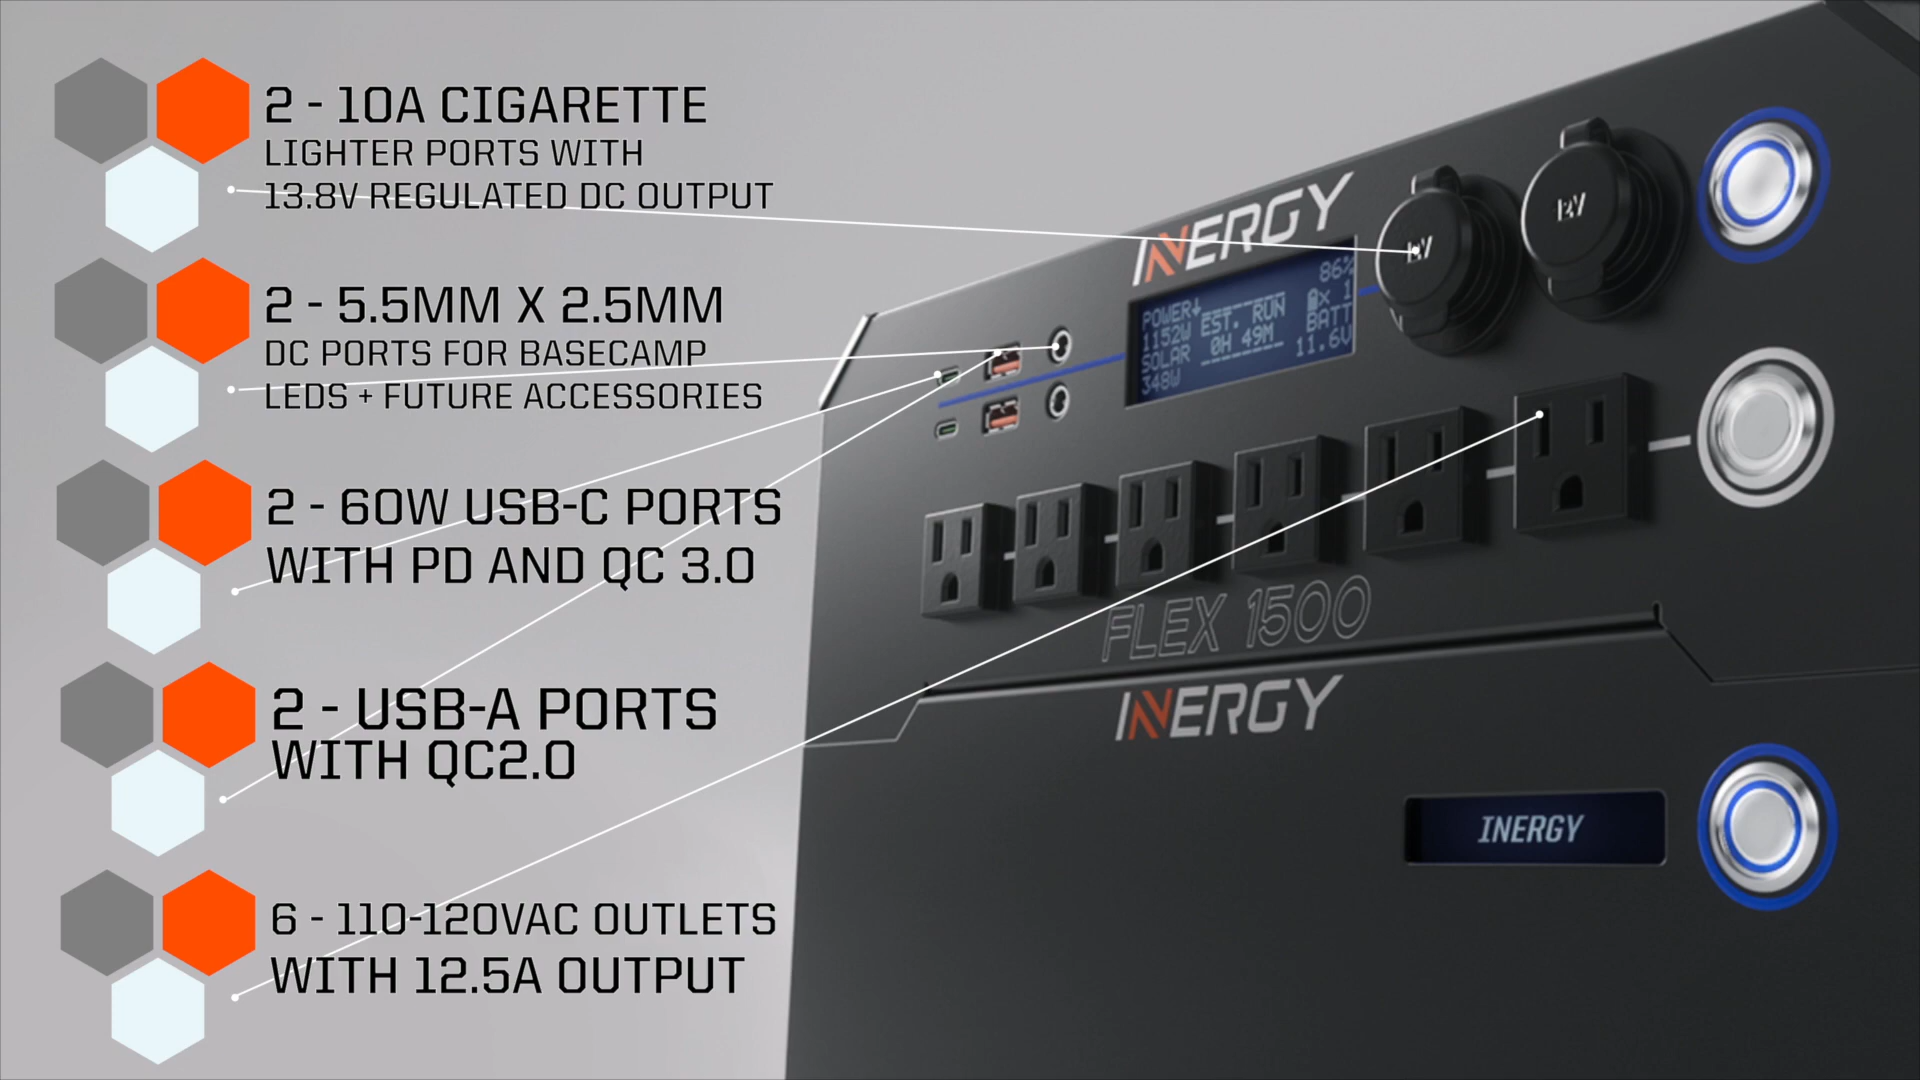 2 - 10A CIGARETTE
LIGHTER PORTS WITH
13.8V REGULATED DC OUTPUT
2 - 5.5MM X 2.5MM
DC PORTS FOR BASECAMP
LEDS + FUTURE ACCESSORIES
2 - 60W USB-C PORTS
WITH PD AND QC 3.0
2 - USB-A PORTS
WITH QC2.0
6 - 110-120VAC OUTLETS
WITH 12.5A OUTPUT
INERGY
86%
POWER↓ EST. RUN x 1
1152W 0H 49M BATT
SOLAR 11.6V
348W
12V
12V
FLEX 1500
INERGY
INERGY